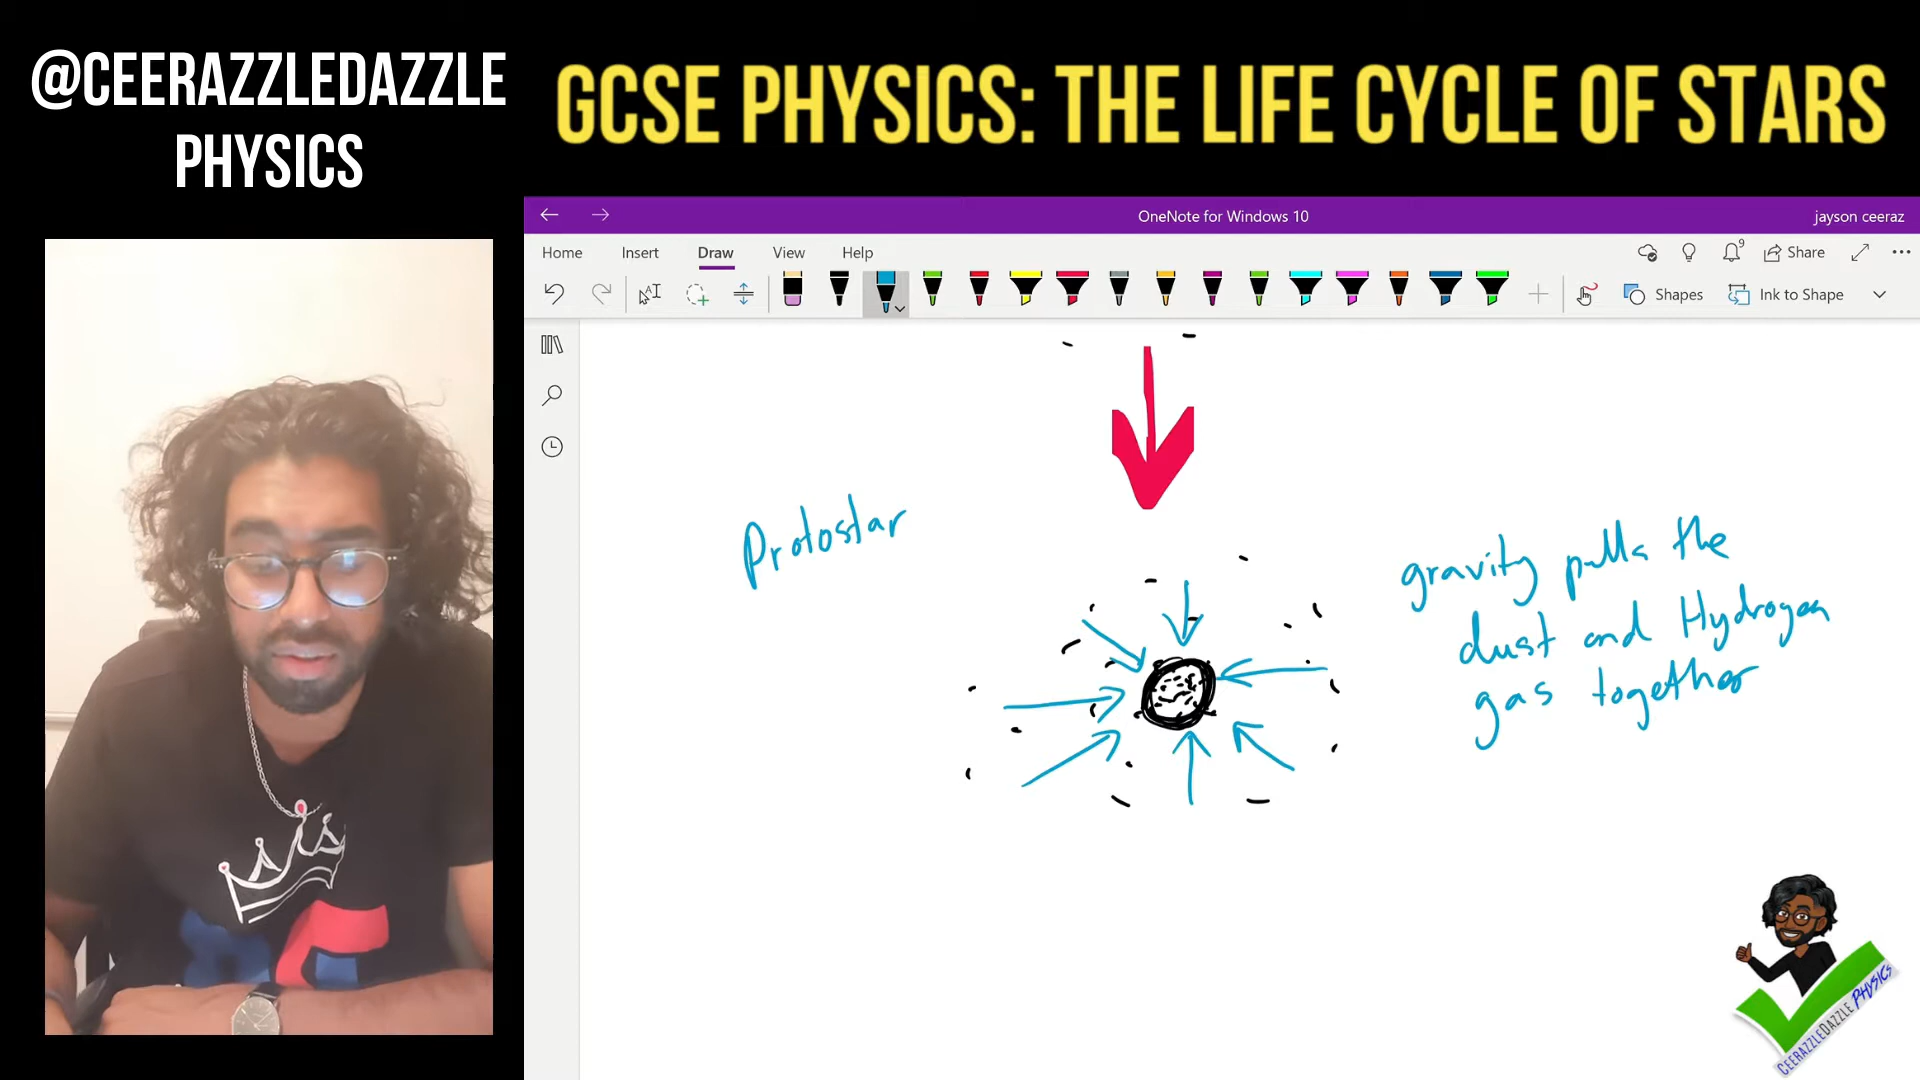 @CEERAZZLEDAZZLE
PHYSICS
GCSE PHYSICS: THE LIFE CYCLE OF STARS
OneNote for Windows 10
jayson ceeraz
Home Insert Draw View Help
9
Share
Shapes
Ink to Shape
Protostar
gravity pulls the
dust and Hydrogen
gas together
CEERAZZLEDAZZLE PHYSICS